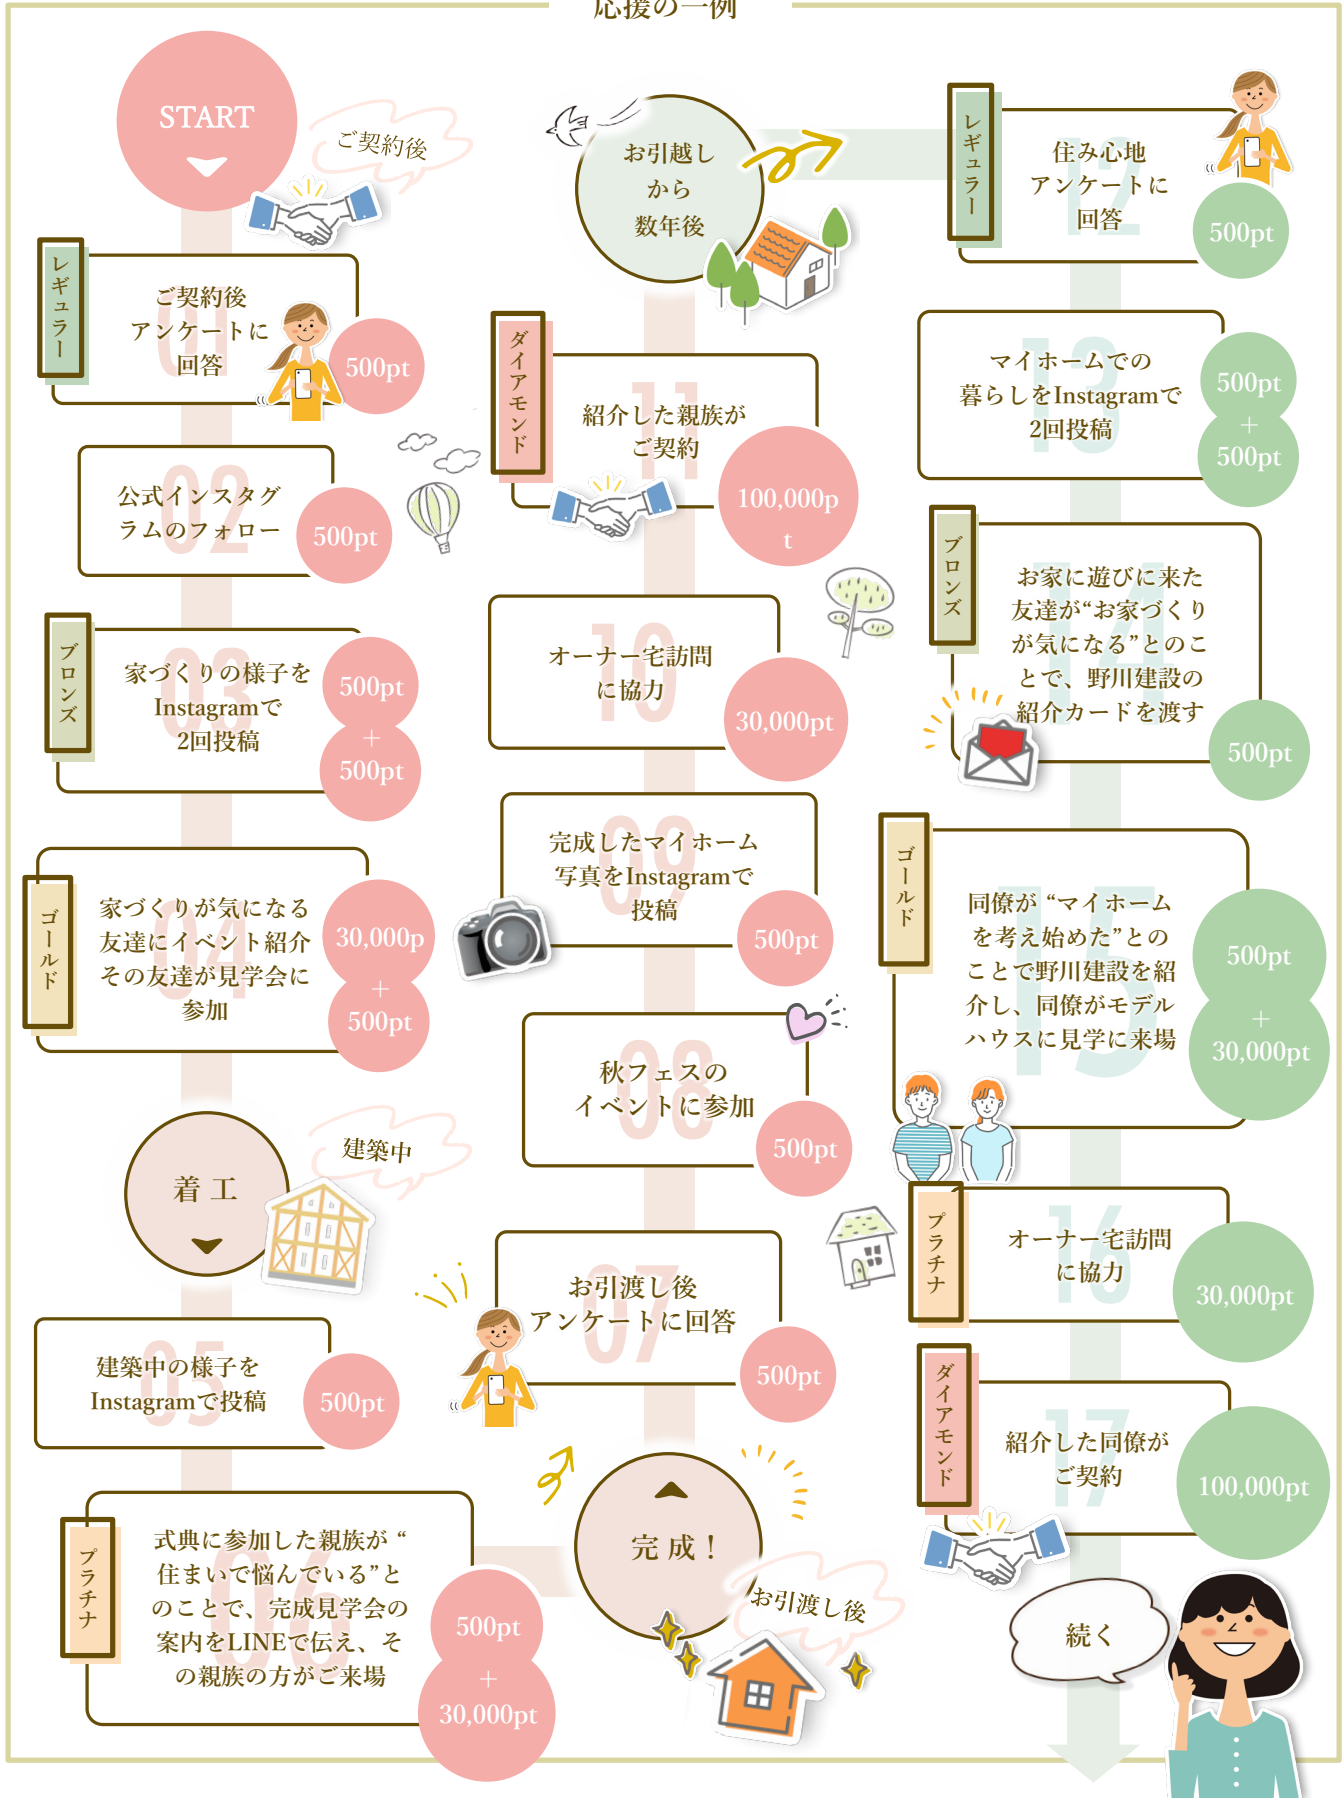 応援の一例
START
ご契約後
レギュラー
01
ご契約後
アンケートに
回答
500pt
02
公式インスタグ
ラムのフォロー
500pt
ブロンズ
03
家づくりの様子を
Instagramで
2回投稿
500pt
+
500pt
ゴールド
04
家づくりが気になる
友達にイベント紹介
その友達が見学会に
参加
30,000p
+
500pt
着工
建築中
05
建築中の様子を
Instagramで投稿
500pt
プラチナ
06
式典に参加した親族が“
住まいで悩んでいる”と
のことで、完成見学会の
案内をLINEで伝え、そ
の親族の方がご来場
500pt
+
30,000pt
完成！
お引渡し後
07
お引渡し後
アンケートに回答
500pt
08
秋フェスの
イベントに参加
500pt
09
完成したマイホーム
写真をInstagramで
投稿
500pt
10
オーナー宅訪問
に協力
30,000pt
ダイアモンド
11
紹介した親族が
ご契約
100,000p
t
お引越し
から
数年後
レギュラー
12
住み心地
アンケートに
回答
500pt
13
マイホームでの
暮らしをInstagramで
2回投稿
500pt
+
500pt
ブロンズ
14
お家に遊びに来た
友達が“お家づくり
が気になる”とのこ
とで、野川建設の
紹介カードを渡す
500pt
ゴールド
15
同僚が “マイホーム
を考え始めた”との
ことで野川建設を紹
介し、同僚がモデル
ハウスに見学に来場
500pt
+
30,000pt
プラチナ
16
オーナー宅訪問
に協力
30,000pt
ダイアモンド
17
紹介した同僚が
ご契約
100,000pt
続く